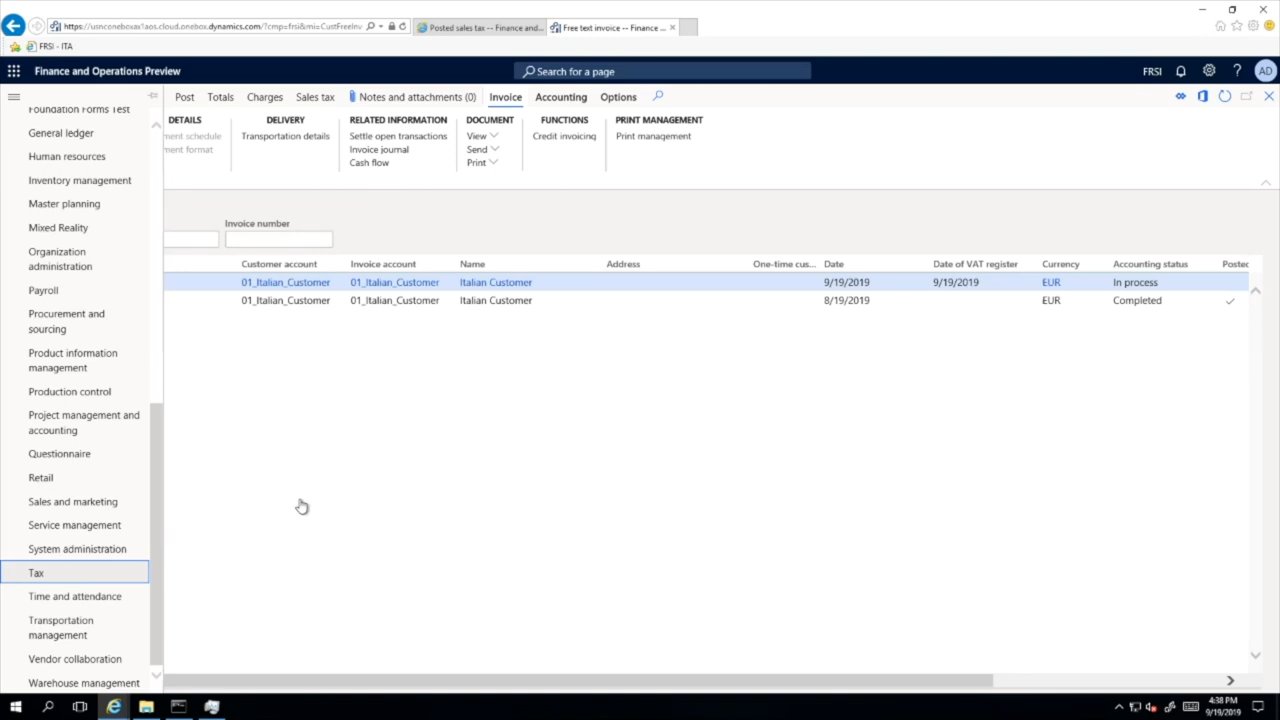 https://usnconeboxax1aos.cloud.onebox.dynamics.com/?cmp=frsi&mi=CustFreeInv
Posted sales tax -- Finance and...
Free text invoice -- Finance ...
FRSI - ITA
Finance and Operations Preview
Search for a page
FRSI
?
AD
Post
Totals
Charges
Sales tax
Notes and attachments (0)
Invoice
Accounting
Options
DETAILS
ment schedule
ment format
DELIVERY
Transportation details
RELATED INFORMATION
Settle open transactions
Invoice journal
Cash flow
DOCUMENT
View
Send
Print
FUNCTIONS
Credit invoicing
PRINT MANAGEMENT
Print management
Foundation Forms Test
General ledger
Human resources
Inventory management
Master planning
Mixed Reality
Organization
administration
Payroll
Procurement and
sourcing
Product information
management
Production control
Project management and
accounting
Questionnaire
Retail
Sales and marketing
Service management
System administration
Tax
Time and attendance
Transportation
management
Vendor collaboration
Warehouse management
Invoice number
Customer account Invoice account Name Address One-time cus... Date Date of VAT register Currency Accounting status Posted
01_Italian_Customer 01_Italian_Customer Italian Customer 9/19/2019 9/19/2019 EUR In process
01_Italian_Customer 01_Italian_Customer Italian Customer 8/19/2019 EUR Completed
4:38 PM
9/19/2019